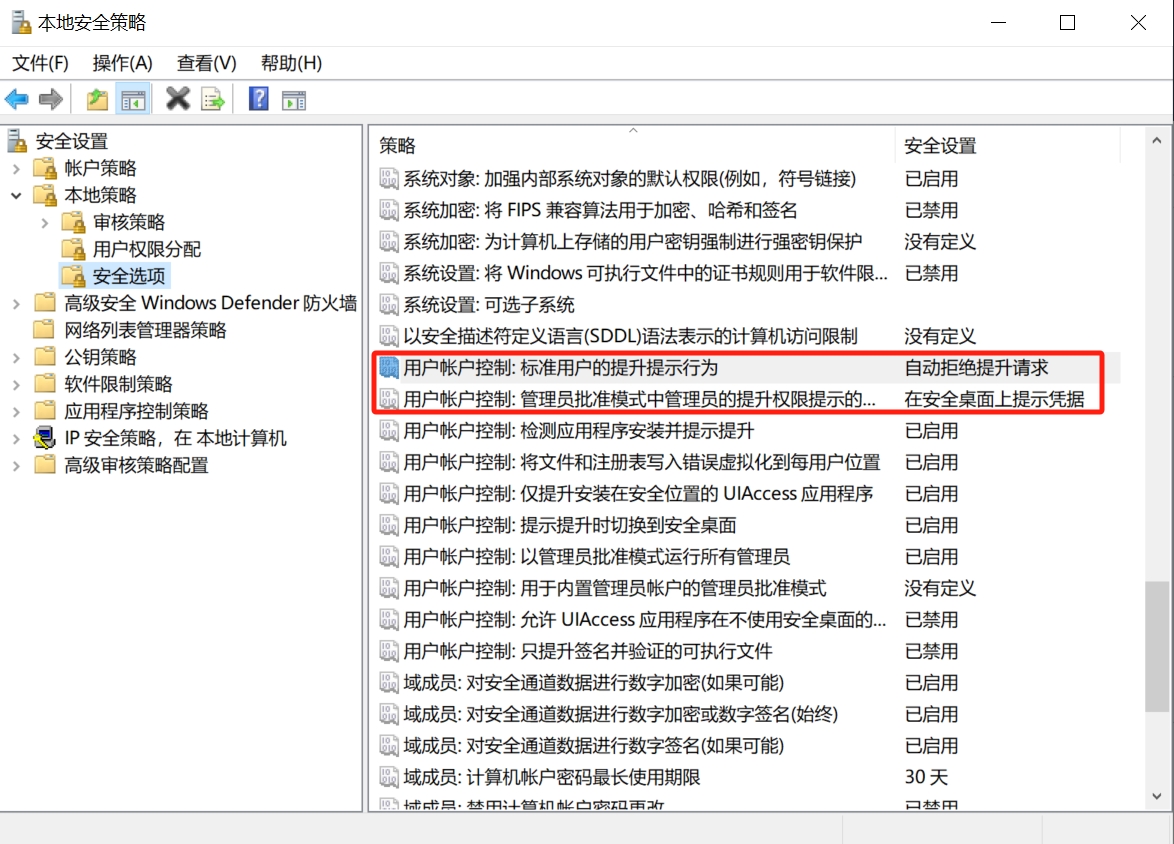 本地安全策略
文件(F) 操作(A) 查看(V) 帮助(H)
安全设置
帐户策略
本地策略
审核策略
用户权限分配
安全选项
高级安全 Windows Defender 防火墙
网络列表管理器策略
公钥策略
软件限制策略
应用程序控制策略
IP 安全策略，在 本地计算机
高级审核策略配置
策略 安全设置
系统对象: 加强内部系统对象的默认权限(例如，符号链接) 已启用
系统加密: 将 FIPS 兼容算法用于加密、哈希和签名 已禁用
系统加密: 为计算机上存储的用户密钥强制进行强密钥保护 没有定义
系统设置: 将 Windows 可执行文件中的证书规则用于软件限... 已禁用
系统设置: 可选子系统
以安全描述符定义语言(SDDL)语法表示的计算机访问限制 没有定义
用户帐户控制: 标准用户的提升提示行为 自动拒绝提升请求
用户帐户控制: 管理员批准模式中管理员的提升权限提示的... 在安全桌面上提示凭据
用户帐户控制: 检测应用程序安装并提示提升 已启用
用户帐户控制: 将文件和注册表写入错误虚拟化到每用户位置 已启用
用户帐户控制: 仅提升安装在安全位置的 UIAccess 应用程序 已启用
用户帐户控制: 提示提升时切换到安全桌面 已启用
用户帐户控制: 以管理员批准模式运行所有管理员 已启用
用户帐户控制: 用于内置管理员帐户的管理员批准模式 没有定义
用户帐户控制: 允许 UIAccess 应用程序在不使用安全桌面的... 已禁用
用户帐户控制: 只提升签名并验证的可执行文件 已禁用
域成员: 对安全通道数据进行数字加密(如果可能) 已启用
域成员: 对安全通道数据进行数字加密或数字签名(始终) 已启用
域成员: 对安全通道数据进行数字签名(如果可能) 已启用
域成员: 计算机帐户密码最长使用期限 30 天
域成员: 禁用计算机帐户密码更改 已禁用